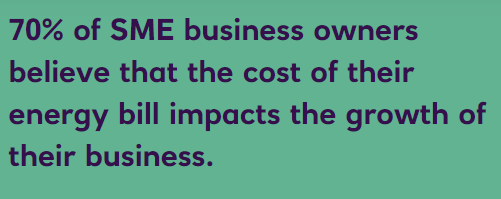 70% of SME business owners
believe that the cost of their
energy bill impacts the growth of
their business.